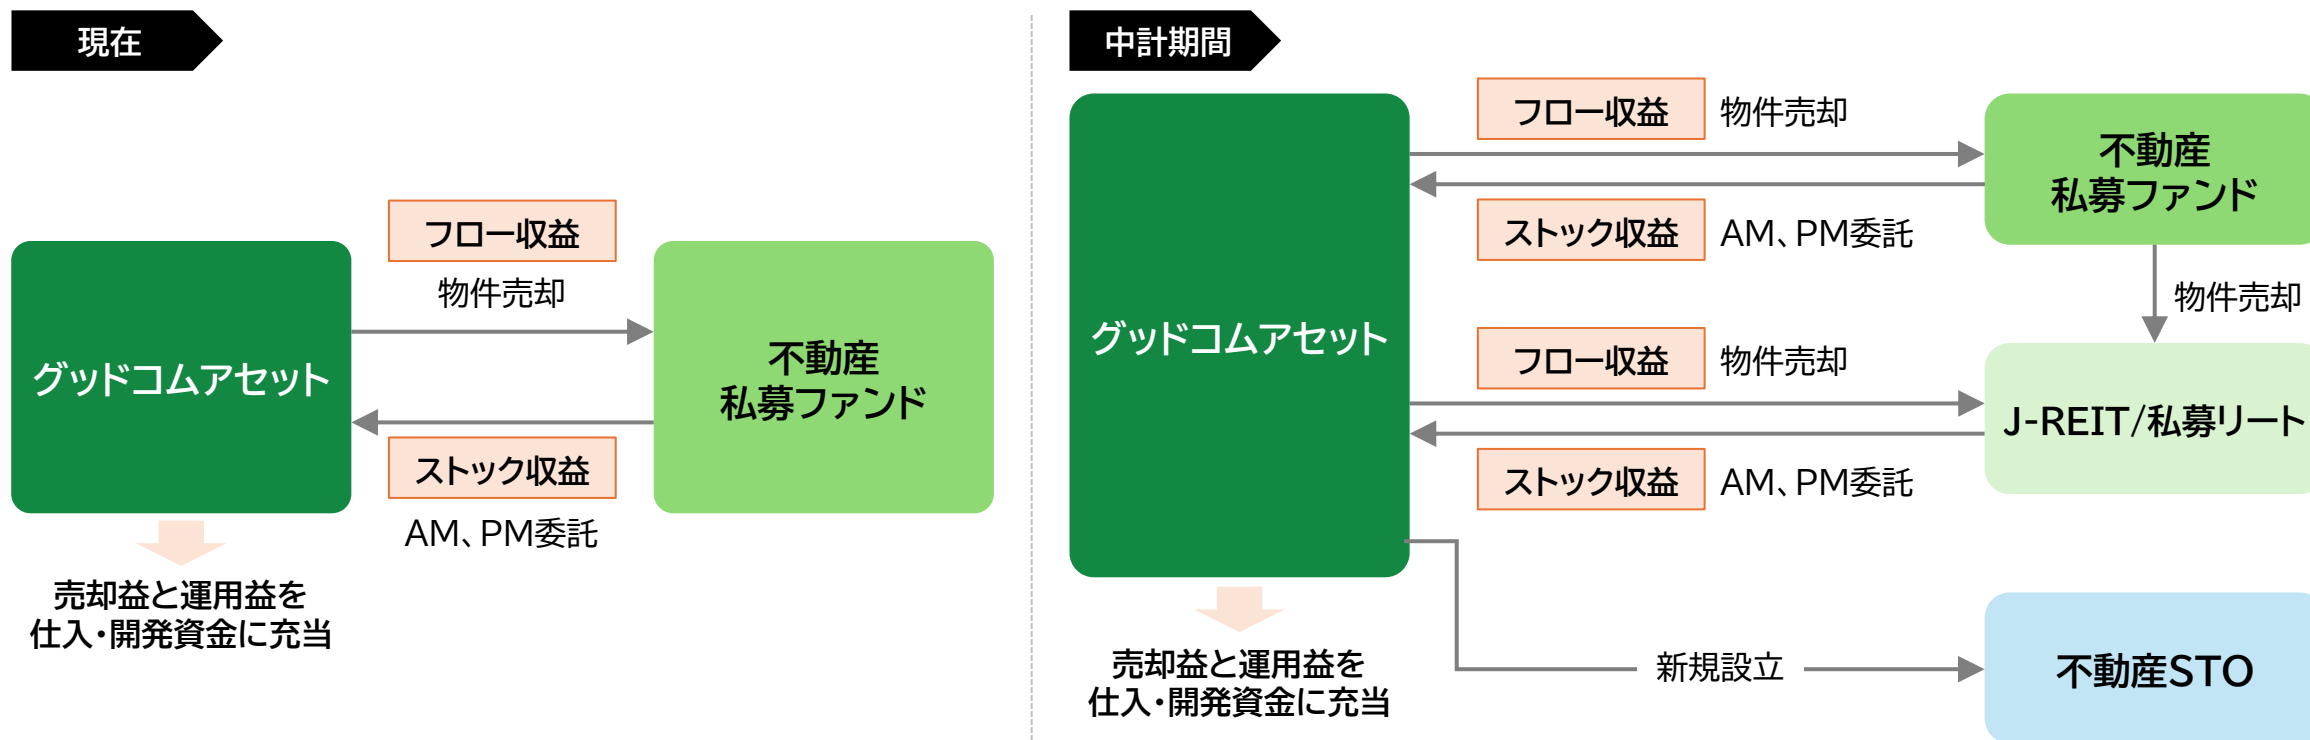 現在
フロー収益
物件売却
グッドコムアセット
不動産
私募ファンド
ストック収益
AM、PM委託
売却益と運用益を
仕入・開発資金に充当
中計期間
フロー収益 物件売却
不動産
私募ファンド
ストック収益 AM、PM委託
物件売却
グッドコムアセット
フロー収益 物件売却
J-REIT/私募リート
ストック収益 AM、PM委託
新規設立
不動産STO
売却益と運用益を
仕入・開発資金に充当